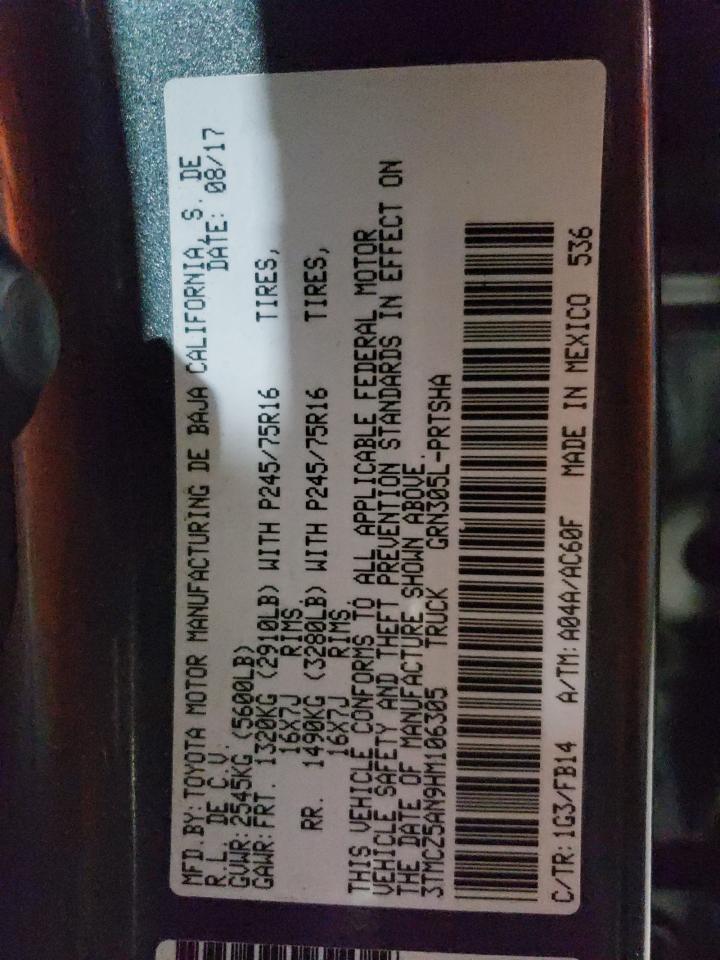 MFD.BY: TOYOTA MOTOR MANUFACTURING DE BAJA CALIFORNIA, S. DE
R.L. DE C.V. DATE: 08/17
GVWR: 2545KG (5600LB)
GAWR: FRT. 1320KG (2910LB) WITH P245/75R16 TIRES,
16X7J RIMS,
RR. 1490KG (3280LB) WITH P245/75R16 TIRES,
16X7J RIMS
THIS VEHICLE CONFORMS TO ALL APPLICABLE FEDERAL MOTOR
VEHICLE SAFETY AND THEFT PREVENTION STANDARDS IN EFFECT ON
THE DATE OF MANUFACTURE SHOWN ABOVE.
3TMCZ5AN9HM106305 TRUCK GRN305L-PRTSHA
C/TR: 1G3/FB14 A/TM: A04A/AC60F MADE IN MEXICO 536